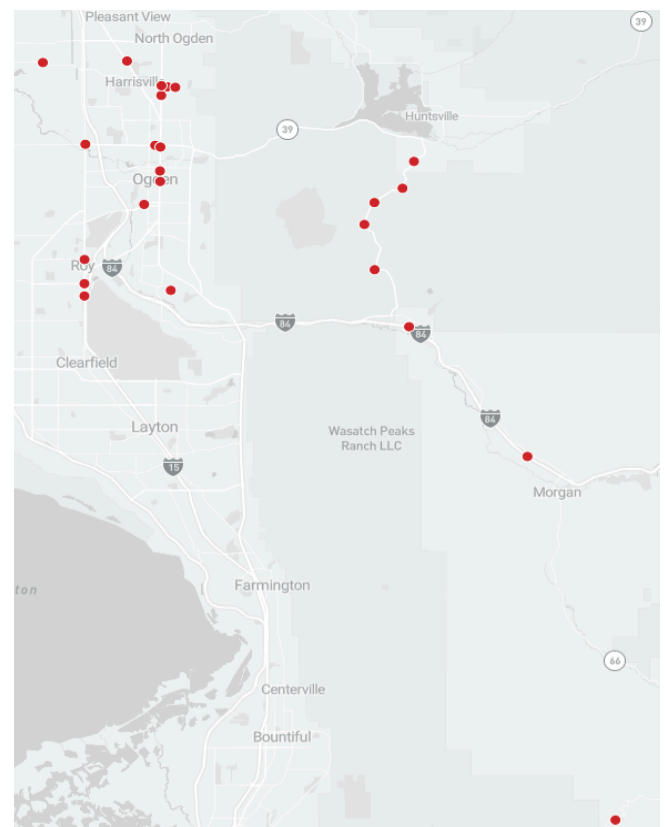 Pleasant View
39
North Ogden
Harrisville
Huntsville
39
Ogden
Roy
84
84
84
Clearfield
84
Layton
Wasatch Peaks
Ranch LLC
15
Morgan
Farmington
ton
66
Centerville
Bountiful